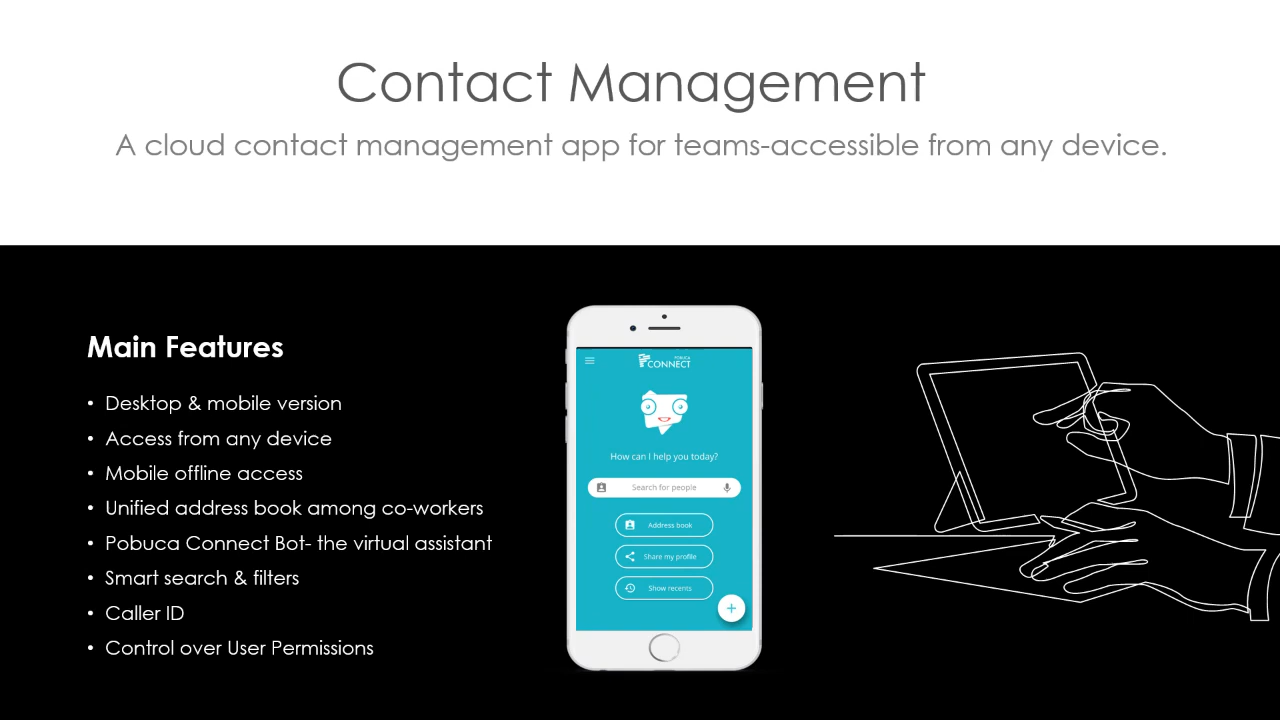 Contact Management
A cloud contact management app for teams-accessible from any device.
Main Features
• Desktop & mobile version
• Access from any device
• Mobile offline access
• Unified address book among co-workers
• Pobuca Connect Bot- the virtual assistant
• Smart search & filters
• Caller ID
• Control over User Permissions
POBUCA
CONNECT
How can I help you today?
Search for people
Address book
Share my profile
Show recents
+